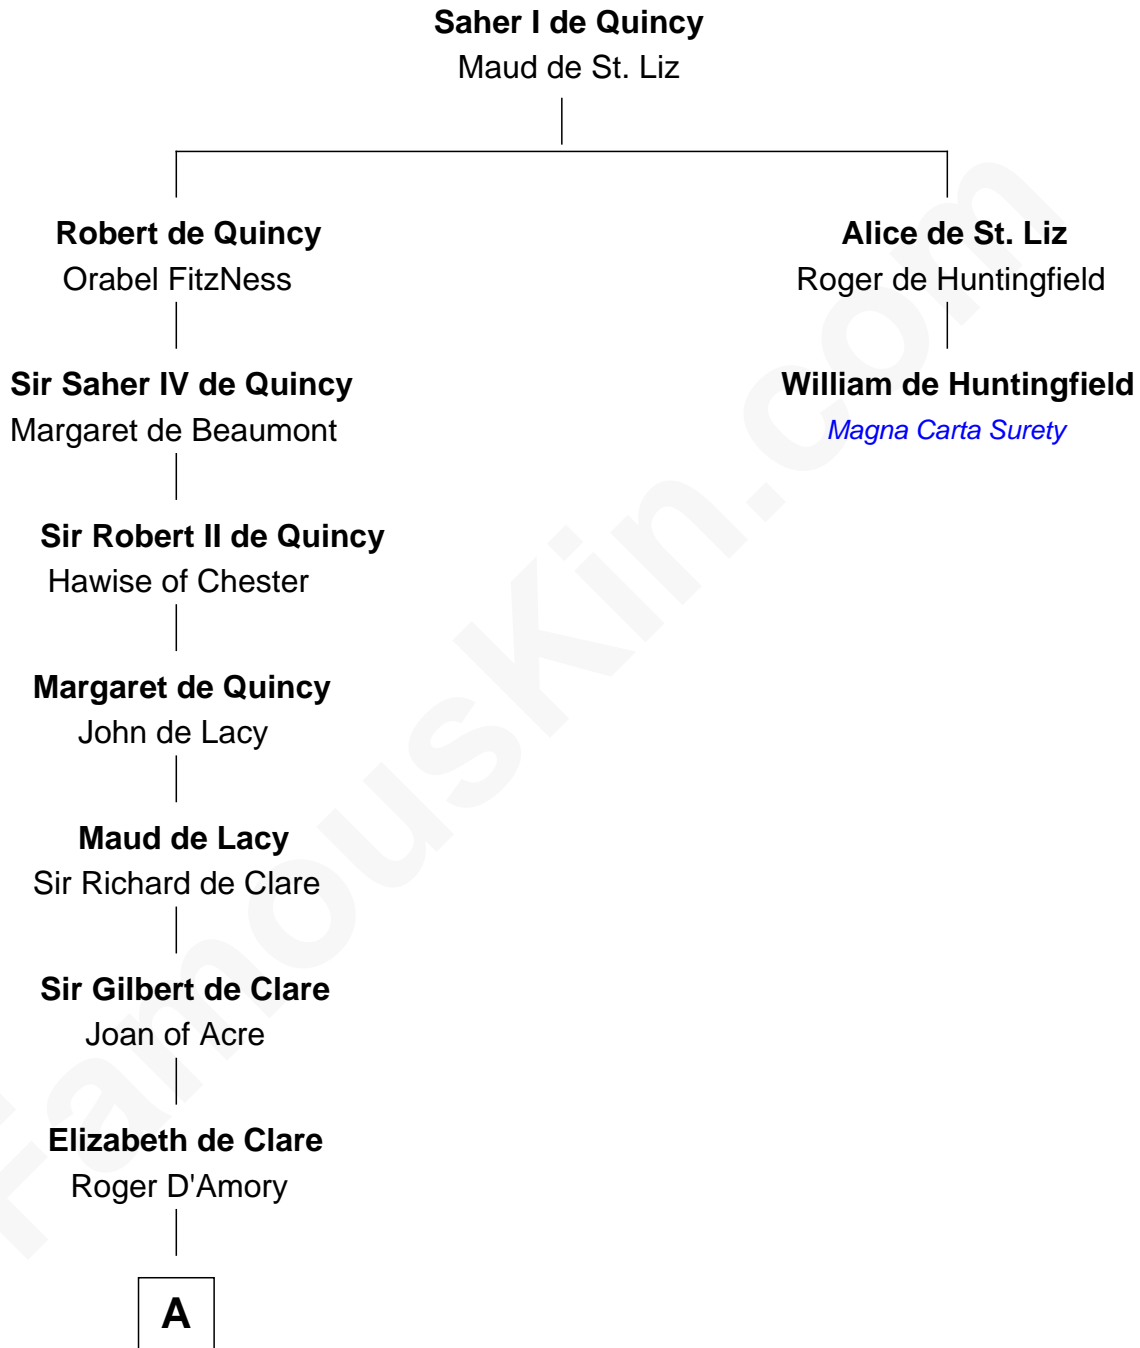 Saher I de Quincy
Maud de St. Liz
Robert de Quincy
Orabel FitzNess
Alice de St. Liz
Roger de Huntingfield
Sir Saher IV de Quincy
Margaret de Beaumont
William de Huntingfield
Magna Carta Surety
Sir Robert II de Quincy
Hawise of Chester
Margaret de Quincy
John de Lacy
Maud de Lacy
Sir Richard de Clare
Sir Gilbert de Clare
Joan of Acre
Elizabeth de Clare
Roger D'Amory
A
FamousKin.com